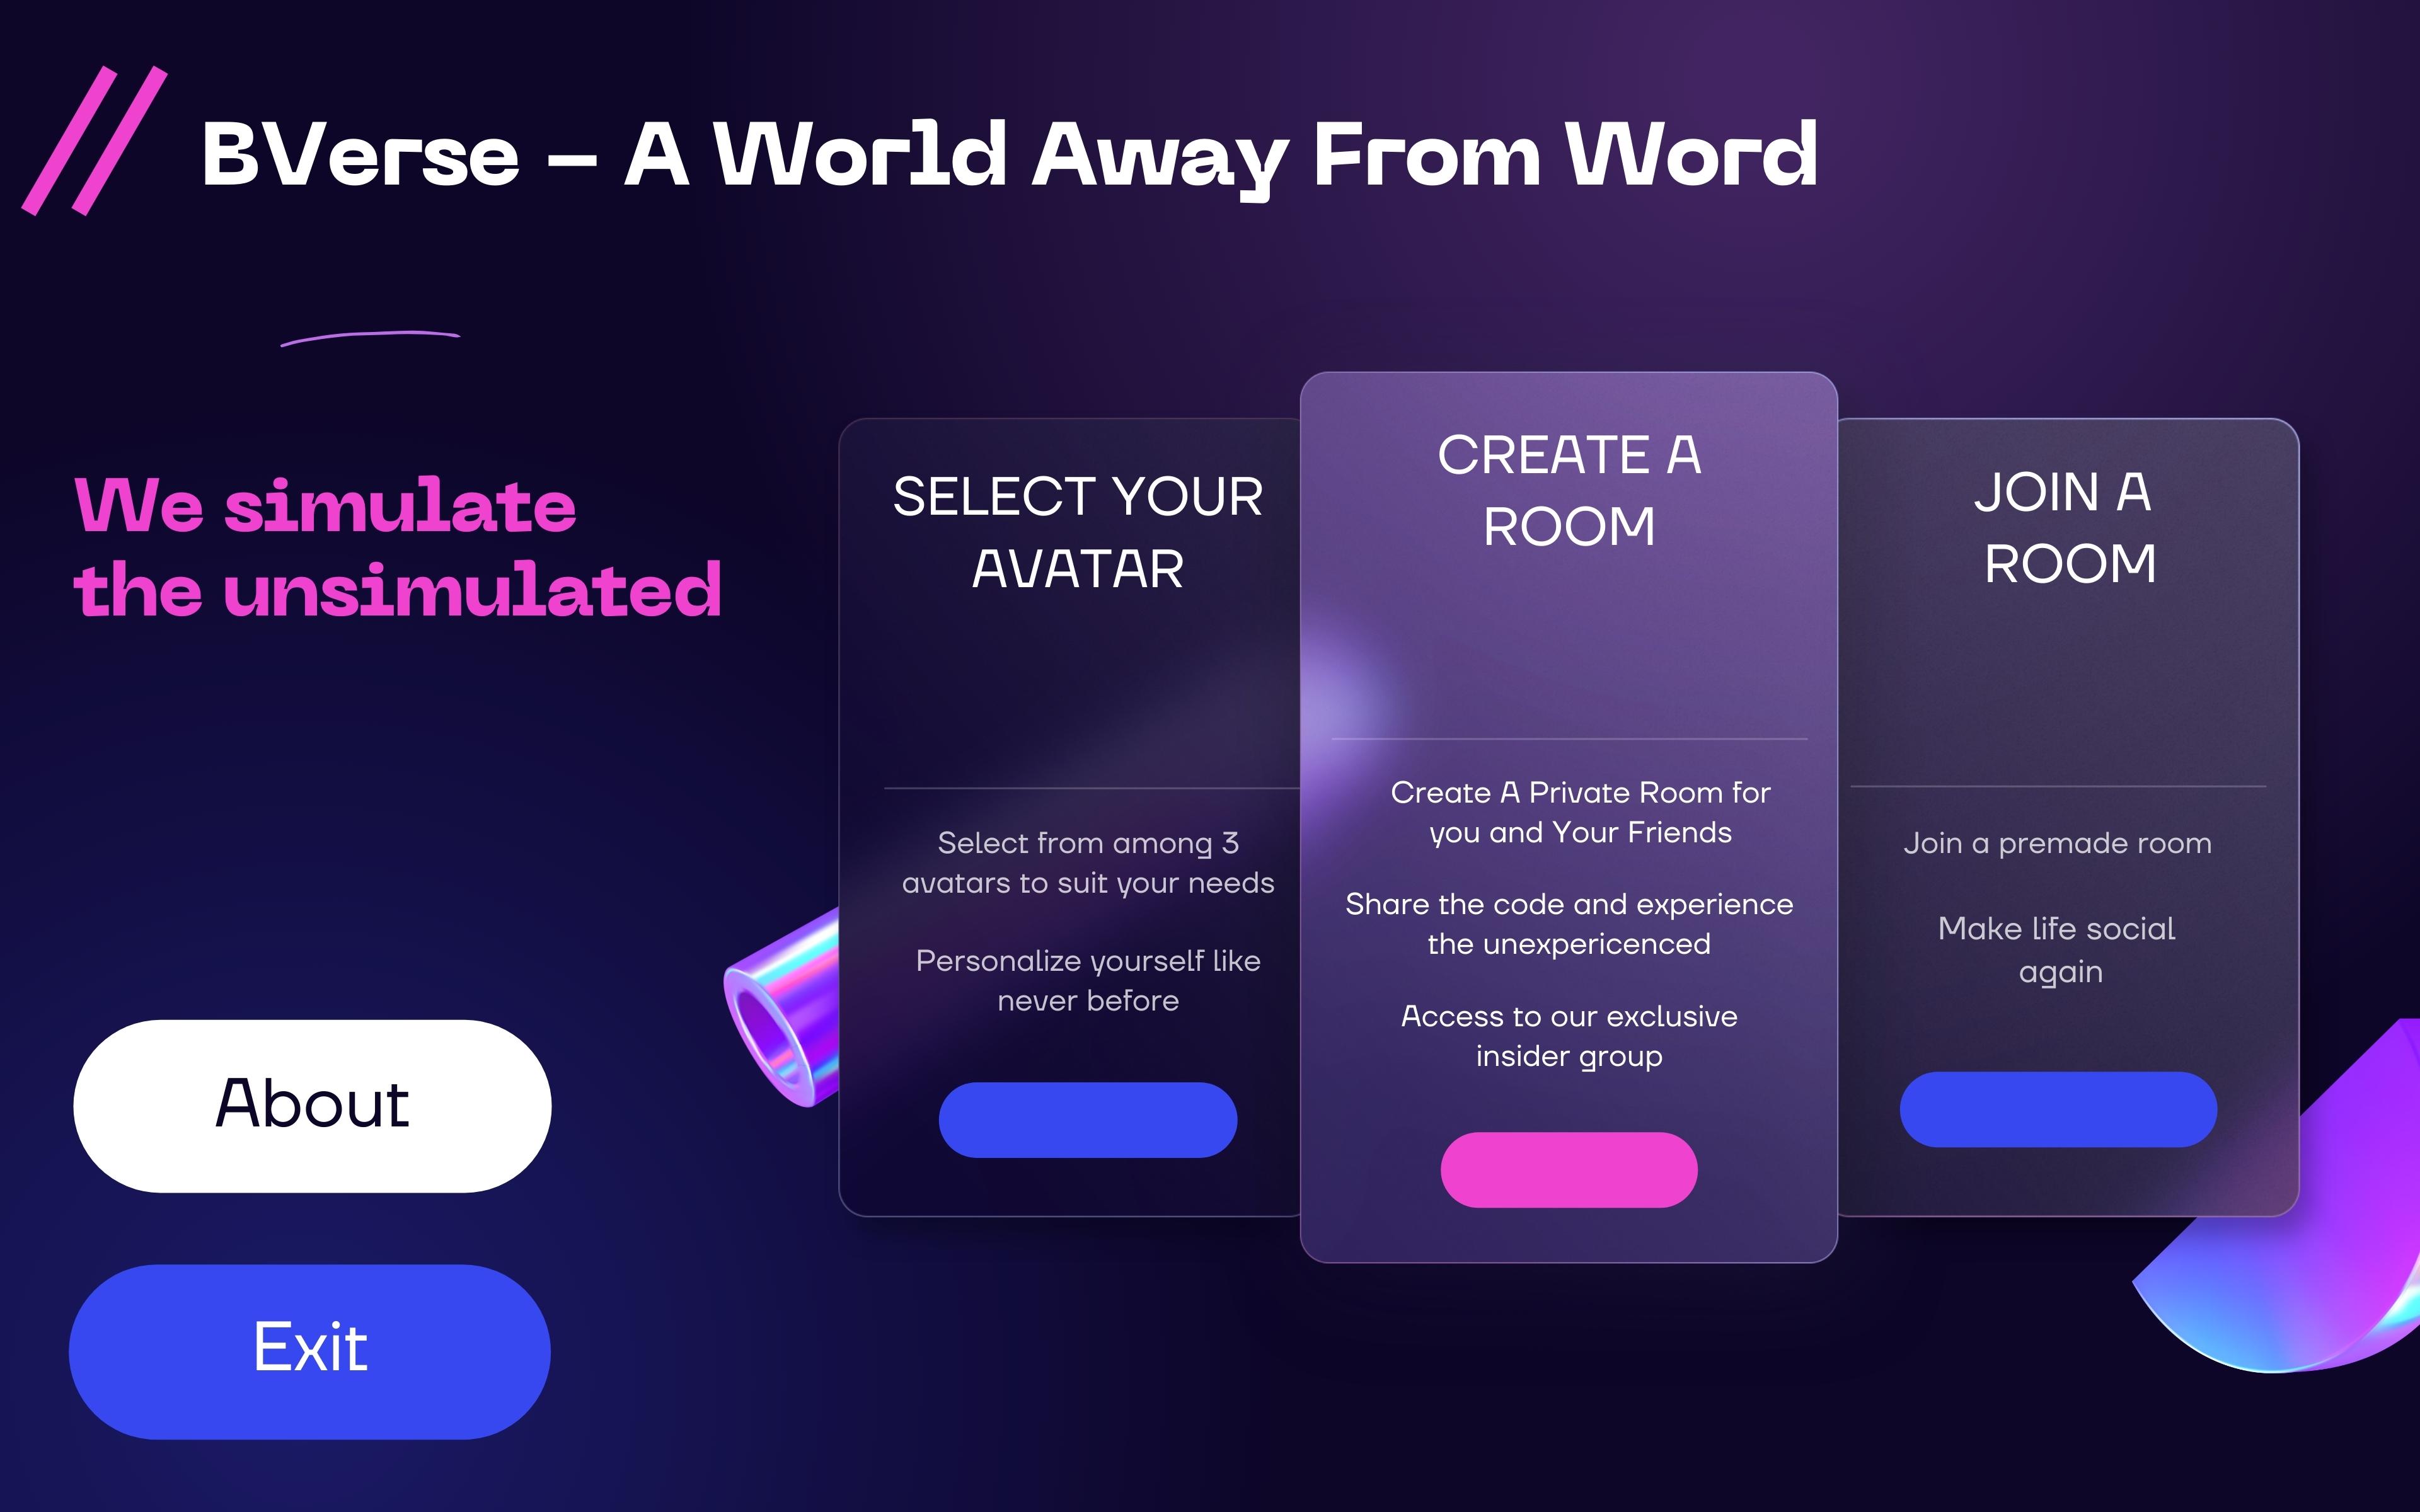 BVerse – A World Away From Word
We simulate
the unsimulated
SELECT YOUR
AVATAR
Select from among 3
avatars to suit your needs
Personalize yourself like
never before
CREATE A
ROOM
Create A Private Room for
you and Your Friends
Share the code and experience
the unexpericenced
Access to our exclusive
insider group
JOIN A
ROOM
Join a premade room
Make life social
again
About
Exit